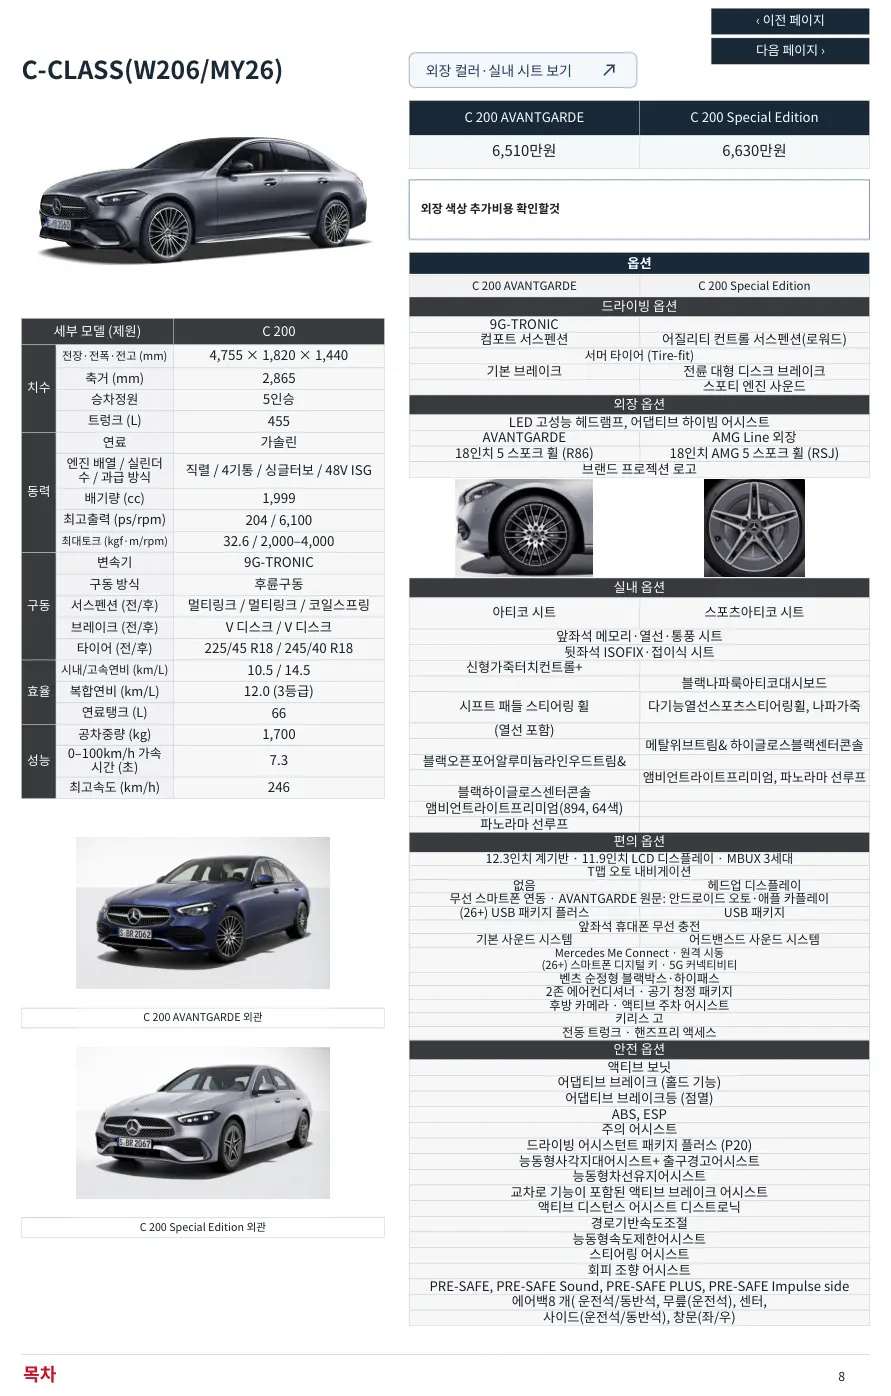 ‹ 이전 페이지
다음 페이지 ›
C-CLASS(W206/MY26)
외장 컬러·실내 시트 보기 ↗
C 200 AVANTGARDE C 200 Special Edition
6,510만원 6,630만원
외장 색상 추가비용 확인할것
세부 모델 (제원) C 200
치수
전장·전폭·전고 (mm) 4,755 × 1,820 × 1,440
축거 (mm) 2,865
승차정원 5인승
트렁크 (L) 455
동력
연료 가솔린
엔진 배열 / 실린더
수 / 과급 방식 직렬 / 4기통 / 싱글터보 / 48V ISG
배기량 (cc) 1,999
최고출력 (ps/rpm) 204 / 6,100
최대토크 (kgf·m/rpm) 32.6 / 2,000–4,000
구동
변속기 9G-TRONIC
구동 방식 후륜구동
서스펜션 (전/후) 멀티링크 / 멀티링크 / 코일스프링
브레이크 (전/후) V 디스크 / V 디스크
타이어 (전/후) 225/45 R18 / 245/40 R18
효율
시내/고속연비 (km/L) 10.5 / 14.5
복합연비 (km/L) 12.0 (3등급)
연료탱크 (L) 66
성능
공차중량 (kg) 1,700
0–100km/h 가속
시간 (초) 7.3
최고속도 (km/h) 246
S·BR 2062
C 200 AVANTGARDE 외관
S·BR 2067
C 200 Special Edition 외관
옵션
C 200 AVANTGARDE C 200 Special Edition
드라이빙 옵션
9G-TRONIC
컴포트 서스펜션 어질리티 컨트롤 서스펜션(로워드)
서머 타이어 (Tire-fit)
기본 브레이크 전륜 대형 디스크 브레이크
스포티 엔진 사운드
외장 옵션
LED 고성능 헤드램프, 어댑티브 하이빔 어시스트
AVANTGARDE AMG Line 외장
18인치 5 스포크 휠 (R86) 18인치 AMG 5 스포크 휠 (RSJ)
브랜드 프로젝션 로고
실내 옵션
아티코 시트 스포츠아티코 시트
앞좌석 메모리·열선·통풍 시트
뒷좌석 ISOFIX·접이식 시트
신형가죽터치컨트롤+
블랙나파룩아티코대시보드
시프트 패들 스티어링 휠 다기능열선스포츠스티어링휠, 나파가죽
(열선 포함)
메탈위브트림& 하이글로스블랙센터콘솔
블랙오픈포어알루미늄라인우드트림&
앰비언트라이트프리미엄, 파노라마 선루프
블랙하이글로스센터콘솔
앰비언트라이트프리미엄(894, 64색)
파노라마 선루프
편의 옵션
12.3인치 계기반 · 11.9인치 LCD 디스플레이 · MBUX 3세대
T맵 오토 내비게이션
없음 헤드업 디스플레이
무선 스마트폰 연동 · AVANTGARDE 원문: 안드로이드 오토·애플 카플레이
(26+) USB 패키지 플러스 USB 패키지
앞좌석 휴대폰 무선 충전
기본 사운드 시스템 어드밴스드 사운드 시스템
Mercedes Me Connect · 원격 시동
(26+) 스마트폰 디지털 키 · 5G 커넥티비티
벤츠 순정형 블랙박스·하이패스
2존 에어컨디셔너 · 공기 청정 패키지
후방 카메라 · 액티브 주차 어시스트
키리스 고
전동 트렁크 · 핸즈프리 액세스
안전 옵션
액티브 보닛
어댑티브 브레이크 (홀드 기능)
어댑티브 브레이크등 (점멸)
ABS, ESP
주의 어시스트
드라이빙 어시스턴트 패키지 플러스 (P20)
능동형사각지대어시스트+ 출구경고어시스트
능동형차선유지어시스트
교차로 기능이 포함된 액티브 브레이크 어시스트
액티브 디스턴스 어시스트 디스트로닉
경로기반속도조절
능동형속도제한어시스트
스티어링 어시스트
회피 조향 어시스트
PRE-SAFE, PRE-SAFE Sound, PRE-SAFE PLUS, PRE-SAFE Impulse side
에어백8 개( 운전석/동반석, 무릎(운전석), 센터,
사이드(운전석/동반석), 창문(좌/우)
목차 8